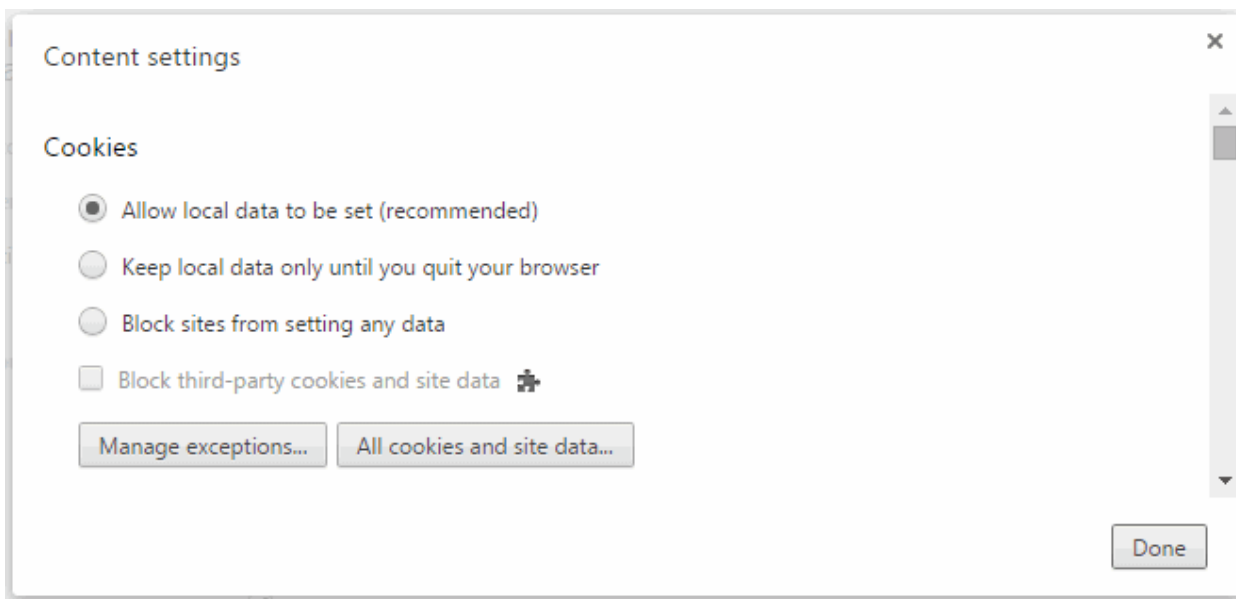 Content settings
Cookies
Allow local data to be set (recommended)
Keep local data only until you quit your browser
Block sites from setting any data
Block third-party cookies and site data
Manage exceptions... All cookies and site data...
Done